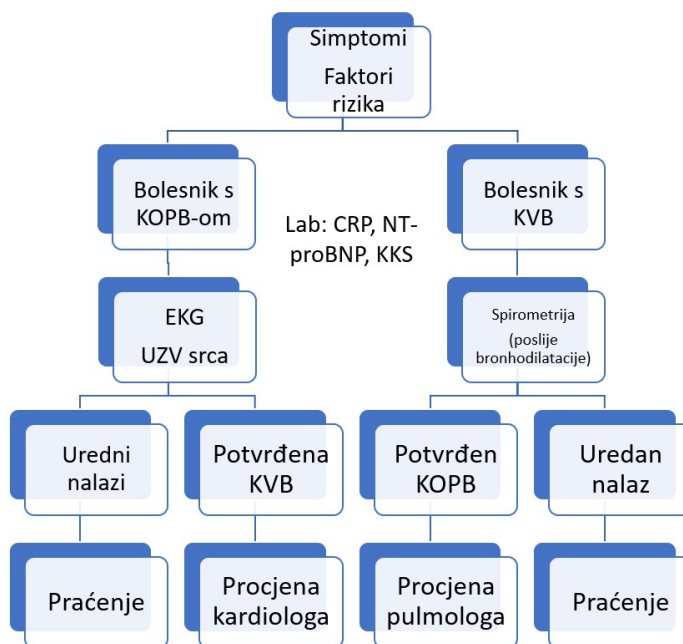 Simptomi
Faktori
rizika
Bolesnik s
KOPB-om
Lab: CRP, NT-
proBNP, KKS
Bolesnik s
KVB
EKG
UZV srca
Spirometrija
(poslije
bronhodilatacije)
Uredni
nalazi
Potvrđena
KVB
Potvrđen
KOPB
Uredan
nalaz
Praćenje
Procjena
kardiologa
Procjena
pulmologa
Praćenje